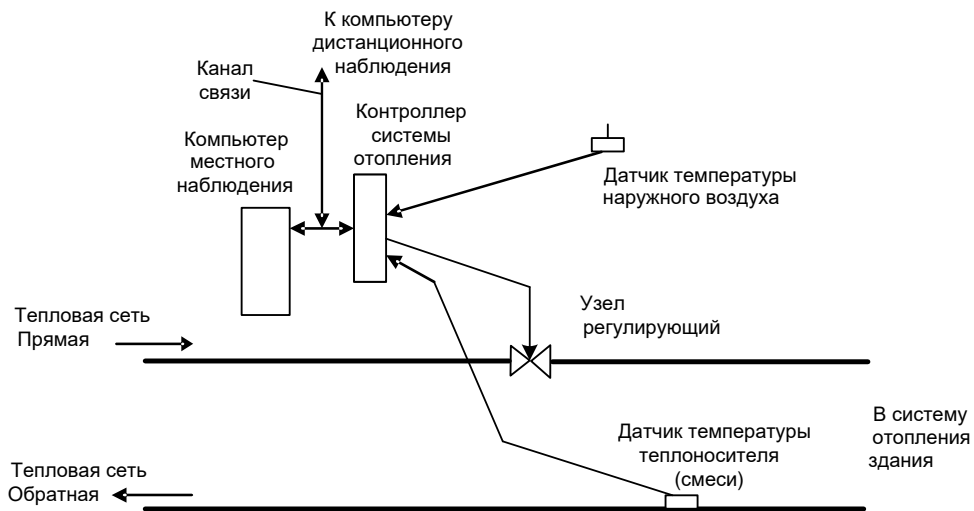 К компьютеру
дистанционного
наблюдения
Канал
связи
Контроллер
системы
отопления
Компьютер
местного
наблюдения
Датчик температуры
наружного воздуха
Узел
регулирующий
Тепловая сеть
Прямая
В систему
отопления
здания
Датчик температуры
теплоносителя
(смеси)
Тепловая сеть
Обратная